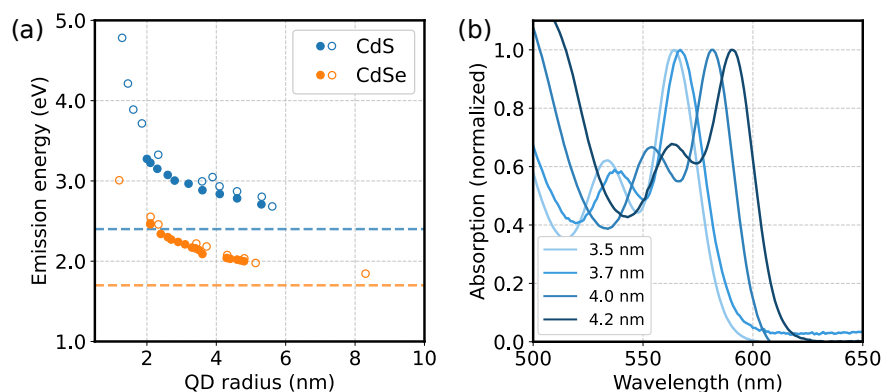 (a)
CdS
CdSe
5.0
4.0
3.0
2.0
1.0
Emission energy (eV)
2
4
6
8
10
QD radius (nm)
(b)
1.0
0.8
0.6
0.4
0.2
0.0
Absorption (normalized)
3.5 nm
3.7 nm
4.0 nm
4.2 nm
500
550
600
650
Wavelength (nm)